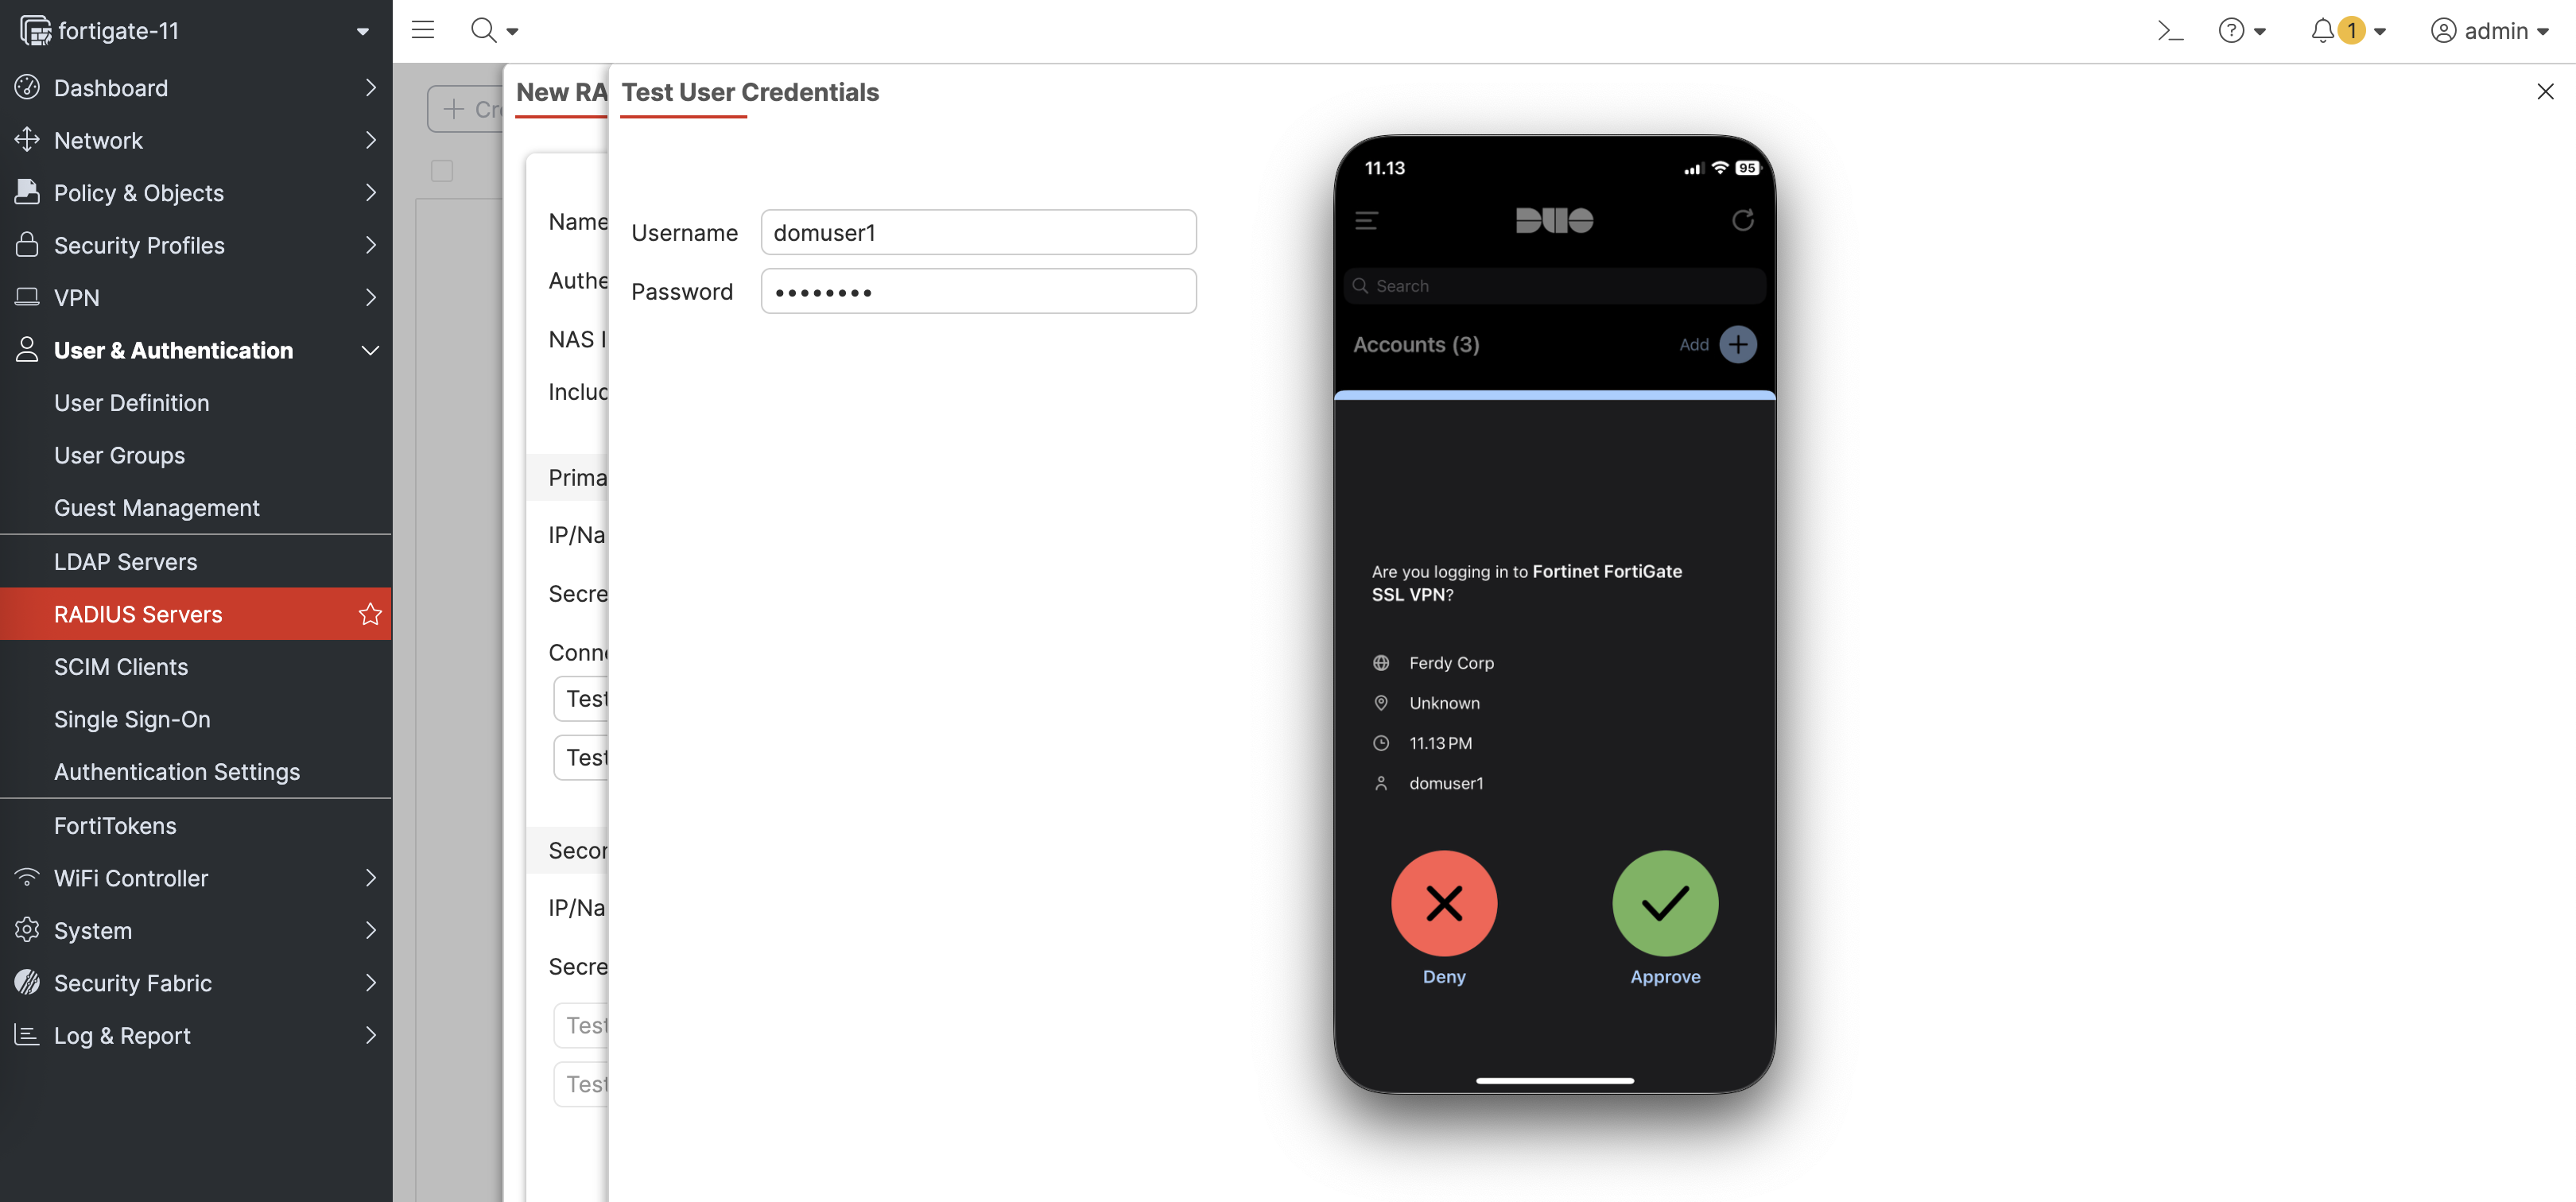 fortigate-11
1
admin
Dashboard
Network
Policy & Objects
Security Profiles
VPN
User & Authentication
User Definition
User Groups
Guest Management
LDAP Servers
RADIUS Servers
SCIM Clients
Single Sign-On
Authentication Settings
FortiTokens
WiFi Controller
System
Security Fabric
Log & Report
Cr
New RA
Name
Authe
NAS I
Includ
Prima
IP/Na
Secre
Conne
Test
Test
Secon
IP/Na
Secre
Test
Test
Test User Credentials
Username domuser1
Password ••••••••
11.13
95
DUO
Search
Accounts (3) Add
Are you logging in to Fortinet FortiGate
SSL VPN?
Ferdy Corp
Unknown
11.13 PM
domuser1
Deny Approve